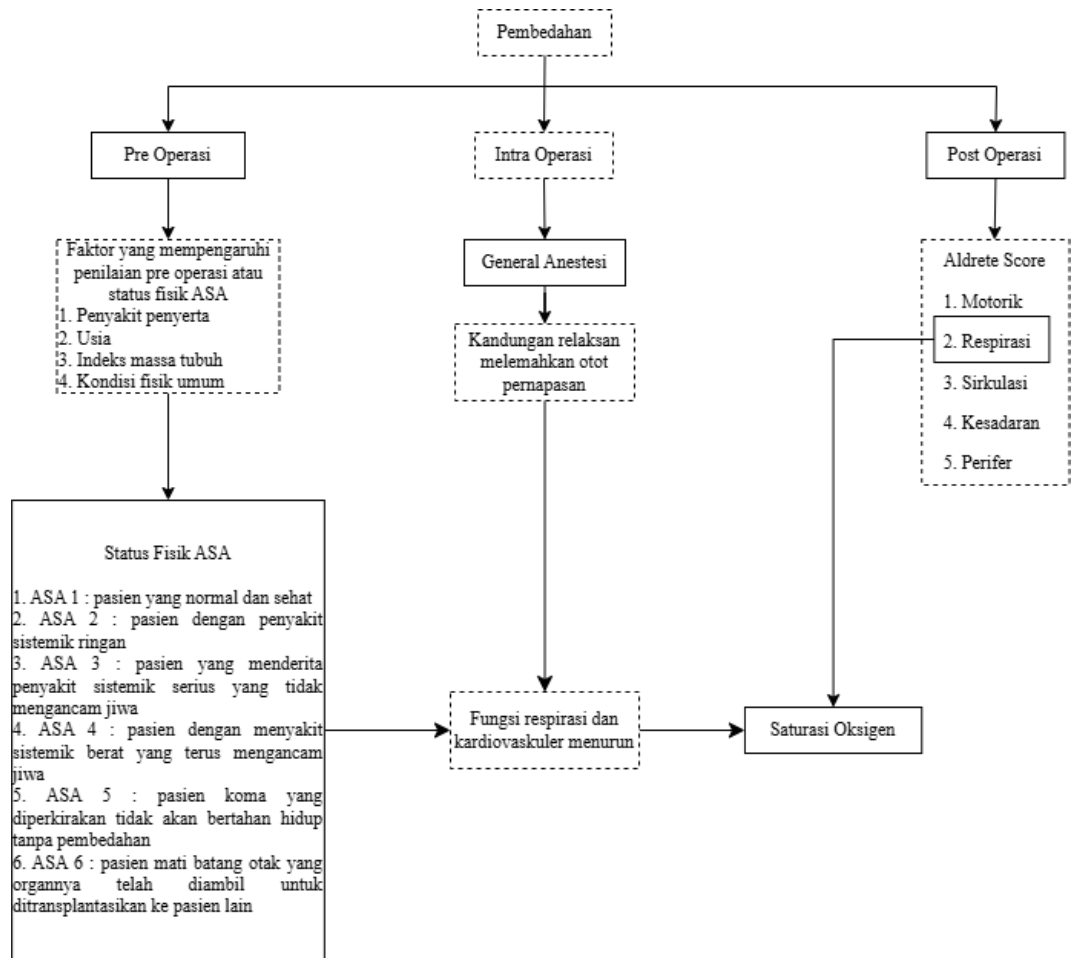 Pembedahan
Pre Operasi
Intra Operasi
Post Operasi
Faktor yang mempengaruhi
penilaian pre operasi atau
status fisik ASA
1. Penyakit penyerta
2. Usia
3. Indeks massa tubuh
4. Kondisi fisik umum
General Anestesi
Kandungan relaksan
melemahkan otot
pernapasan
Aldrete Score
1. Motorik
2. Respirasi
3. Sirkulasi
4. Kesadaran
5. Perifer
Status Fisik ASA
1. ASA 1 : pasien yang normal dan sehat
2. ASA 2 : pasien dengan penyakit
sistemik ringan
3. ASA 3 : pasien yang menderita
penyakit sistemik serius yang tidak
mengancam jiwa
4. ASA 4 : pasien dengan menyakit
sistemik berat yang terus mengancam
jiwa
5. ASA 5 : pasien koma yang
diperkirakan tidak akan bertahan hidup
tanpa pembedahan
6. ASA 6 : pasien mati batang otak yang
organnya telah diambil untuk
ditransplantasikan ke pasien lain
Fungsi respirasi dan
kardiovaskuler menurun
Saturasi Oksigen